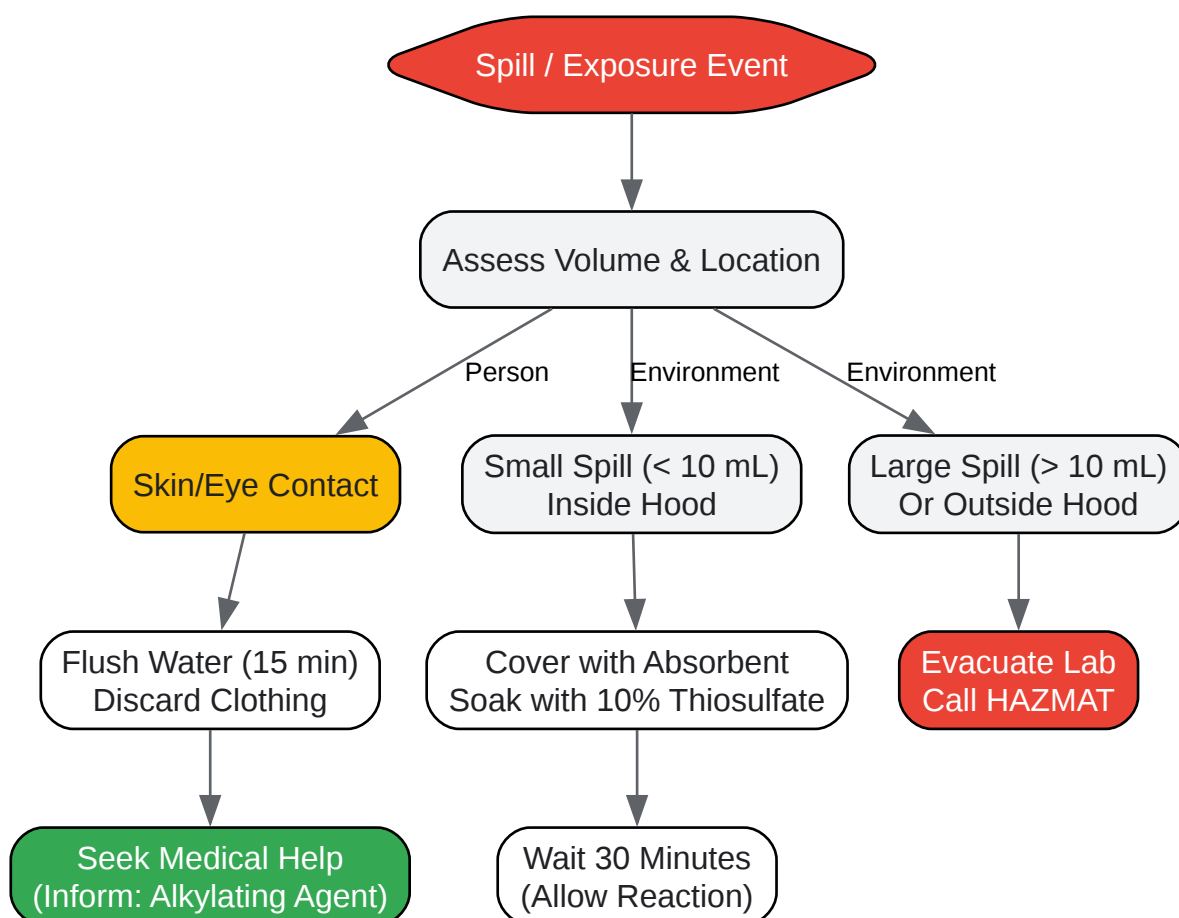 Spill / Exposure Event
Assess Volume & Location
Person
Environment
Environment
Skin/Eye Contact
Small Spill (< 10 mL)
Inside Hood
Large Spill (> 10 mL)
Or Outside Hood
Flush Water (15 min)
Discard Clothing
Cover with Absorbent
Soak with 10% Thiosulfate
Evacuate Lab
Call HAZMAT
Seek Medical Help
(Inform: Alkylating Agent)
Wait 30 Minutes
(Allow Reaction)